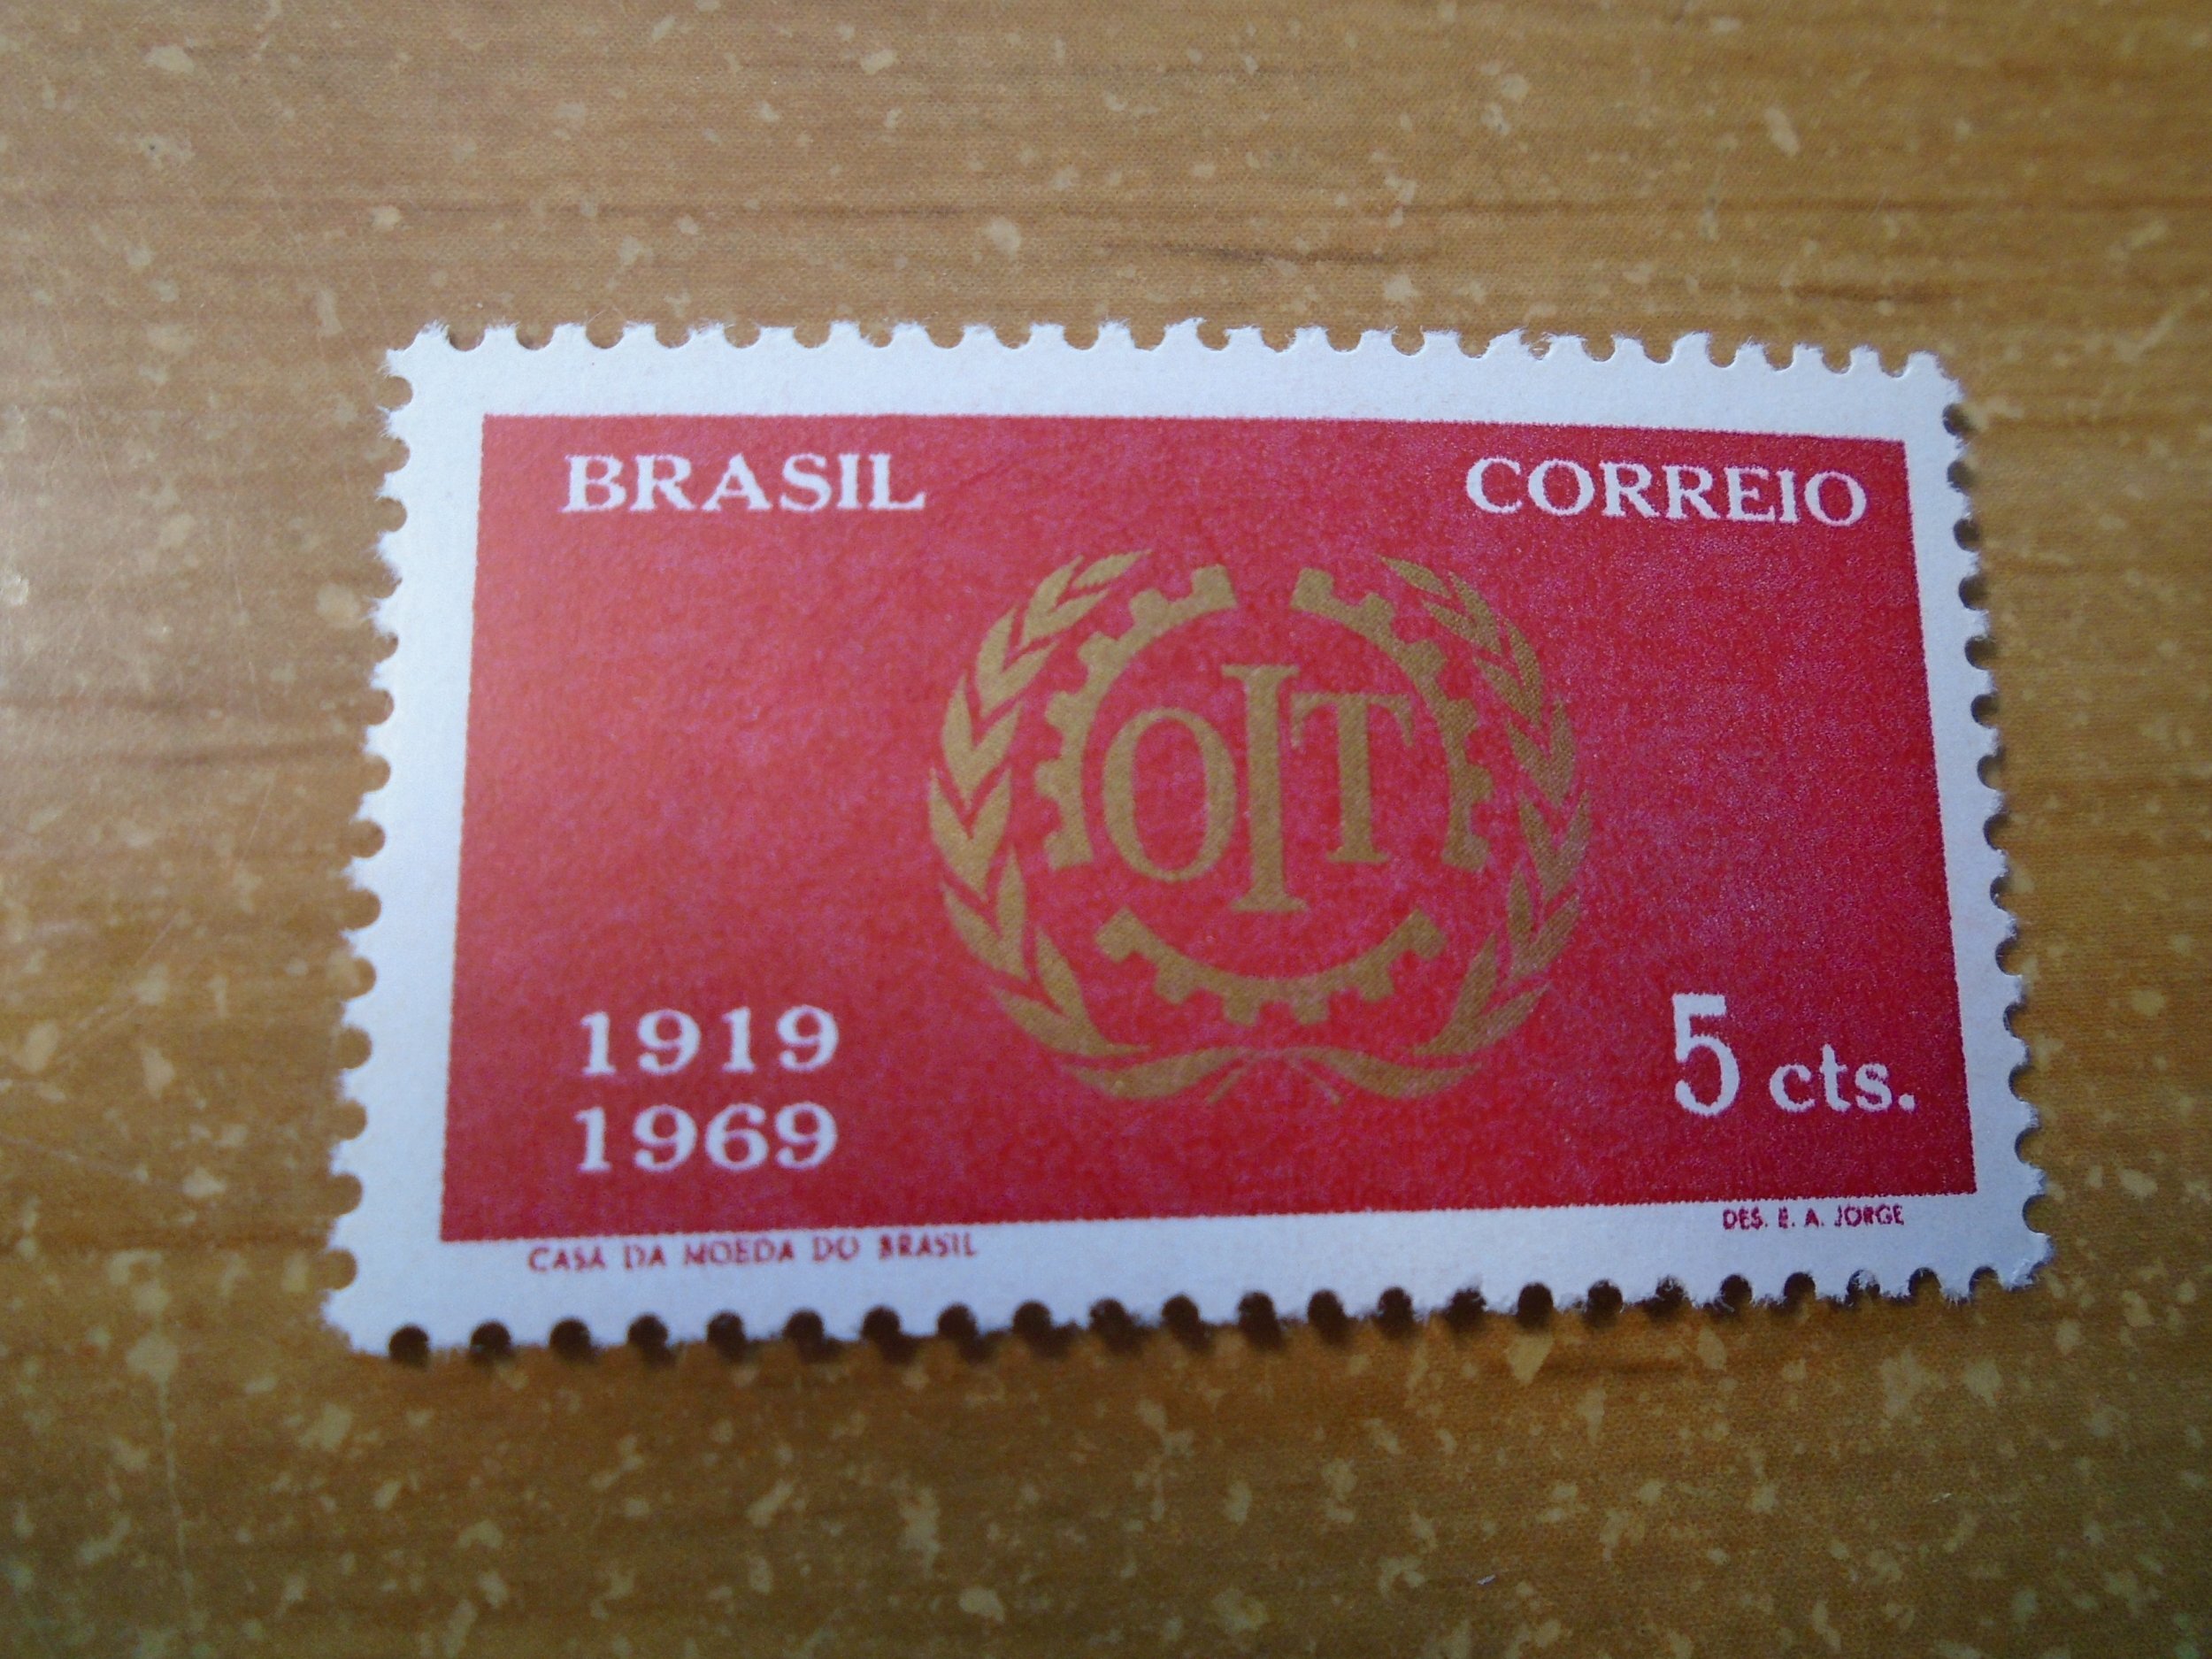 BRASIL
CORREIO
OIT
1919
1969
5 cts.
CASA DA MOEDA DO BRASIL
DES. E. A. JORGE